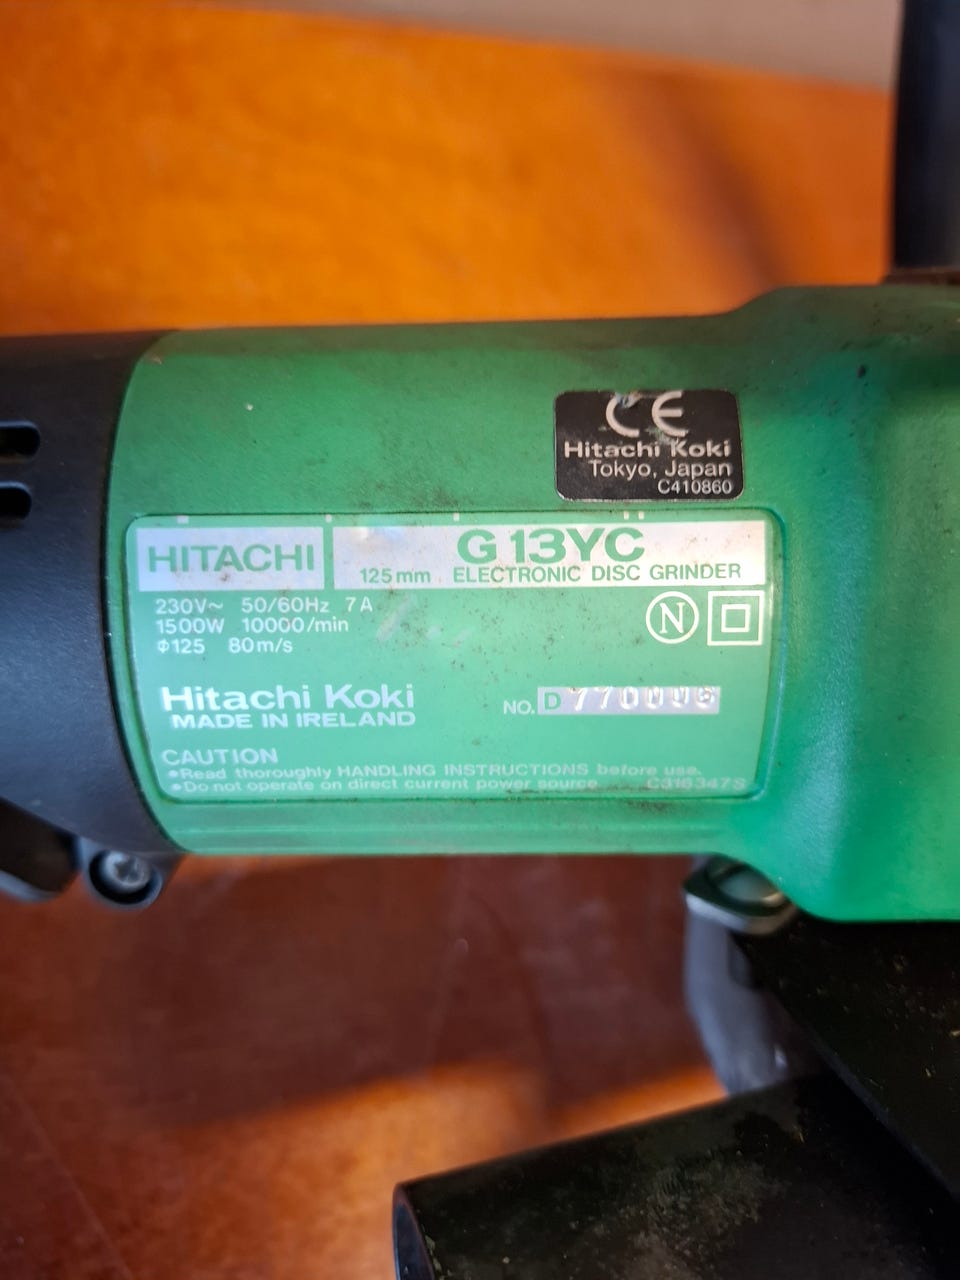 CE
Hitachi Koki
Tokyo, Japan
C410860
HITACHI
G 13YC
125 mm ELECTRONIC DISC GRINDER
230V~ 50/60Hz 7A
1500W 10000/min
Φ125 80m/s
N
Hitachi Koki
MADE IN IRELAND
NO. D
CAUTION
•Read thoroughly HANDLING INSTRUCTIONS before use.
•Do not operate on direct current power source. C316347S